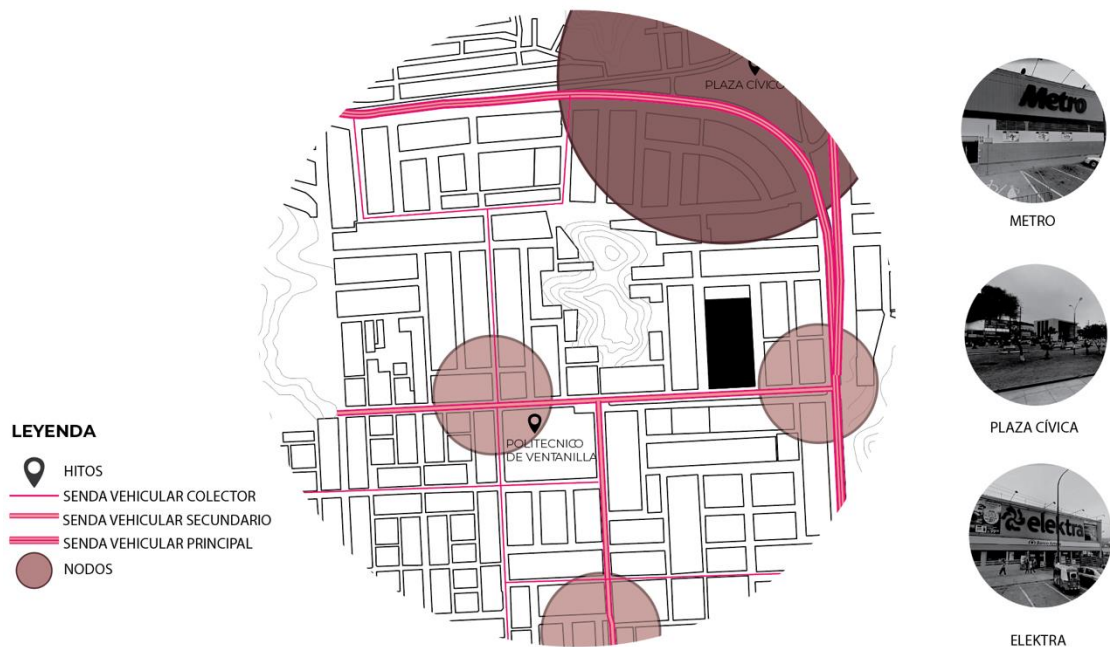 PLAZA CÍVICO
POLITECNICO
DE VENTANILLA
LEYENDA
HITOS
SENDA VEHICULAR COLECTOR
SENDA VEHICULAR SECUNDARIO
SENDA VEHICULAR PRINCIPAL
NODOS
Metro
METRO
PLAZA CÍVICA
elektra
ELEKTRA